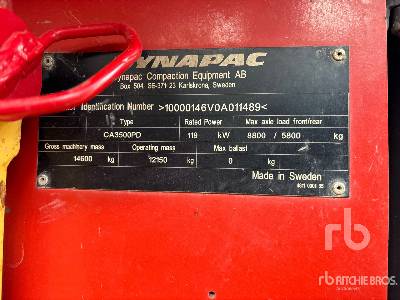 DYNAPAC
Dynapac Compaction Equipment AB
Box 504, SE-371 23 Karlskrona, Sweden
Identification Number >10000146V0A011489<
Type Rated Power Max axle load front/rear
CA3500PD 119 kW 8800 / 5800 kg
Gross machinery mass Operating mass Max ballast
14600 kg 12150 kg 0 kg
Made in Sweden
rb
rb RITCHIE BROS.